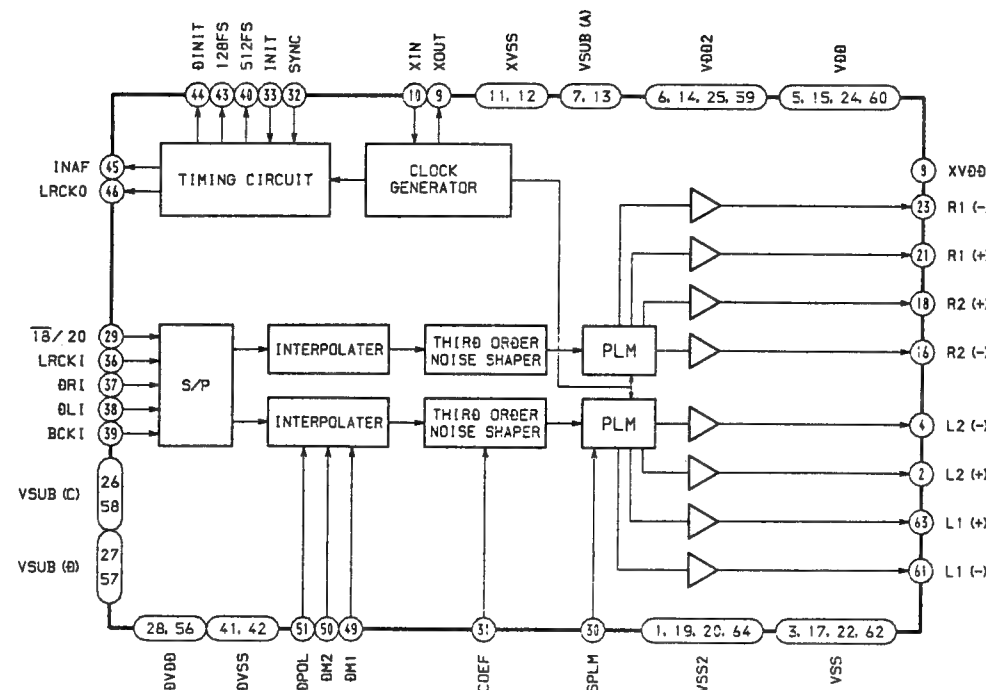 DINIT
128FS
512FS
INIT
SYNC
XIN
XOUT
XVSS
VSUB (A)
VDD2
VDD
44
43
40
33
32
10
9
11, 12
7, 13
6, 14, 25, 59
5, 15, 24, 60
INAF 45
LRCKO 46
TIMING CIRCUIT
CLOCK
GENERATOR
XVDD
23 R1 (-)
21 R1 (+)
18 R2 (+)
16 R2 (-)
4 L2 (-)
2 L2 (+)
63 L1 (+)
61 L1 (-)
1̅8̅/20 29
LRCKI 36
DRI 37
DLI 38
BCKI 39
S/P
INTERPOLATER
THIRD ORDER
NOISE SHAPER
PLM
INTERPOLATER
THIRD ORDER
NOISE SHAPER
PLM
VSUB (C)
26
58
VSUB (D)
27
57
28, 56
41, 42
51
50
49
31
30
1, 19, 20, 64
3, 17, 22, 62
DVDD
DVSS
DPOL
DM2
DM1
COEF
SPLM
VSS2
VSS